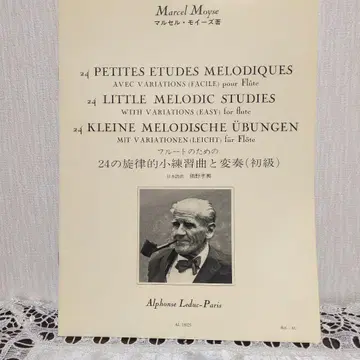 Marcel Moyse
マルセル・モイーズ著
24 PETITES ETUDES MELODIQUES
AVEC VARIATIONS (FACILE) pour Flûte
24 LITTLE MELODIC STUDIES
WITH VARIATIONS (EASY) for flute
24 KLEINE MELODISCHE ÜBUNGEN
MIT VARIATIONEN (LEICHT) für Flöte
フルートのための
24の旋律的小練習曲と変奏(初級)
Alphonse Leduc-Paris